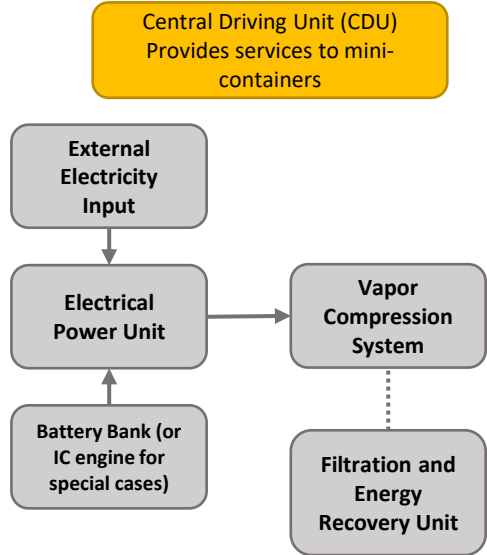 Central Driving Unit (CDU)
Provides services to mini-
containers
External
Electricity
Input
Electrical
Power Unit
Vapor
Compression
System
Battery Bank (or
IC engine for
special cases)
Filtration and
Energy
Recovery Unit